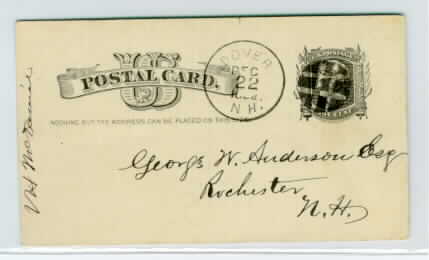 DOVER
DEC
22
N.H.
U S
POSTAL CARD.
NOTHING BUT THE ADDRESS CAN BE PLACED ON THIS SIDE.
George W. Anderson Esq
Rochester
N.H.